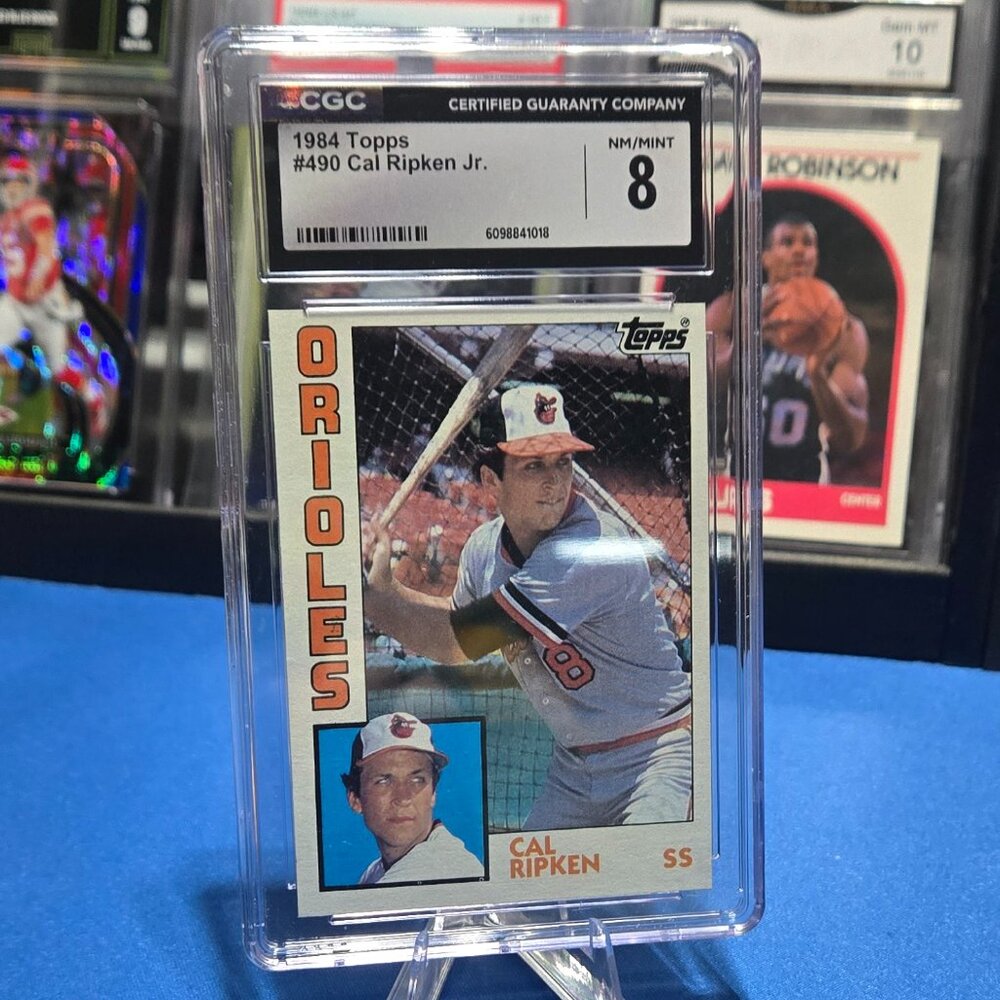 CGC
CERTIFIED GUARANTY COMPANY
1984 Topps
#490 Cal Ripken Jr.
NM/MINT
8
6098841018
ORIOLES
Topps
8
CAL
RIPKEN
SS
Gem MT
10
ROBINSON
50
CENTER